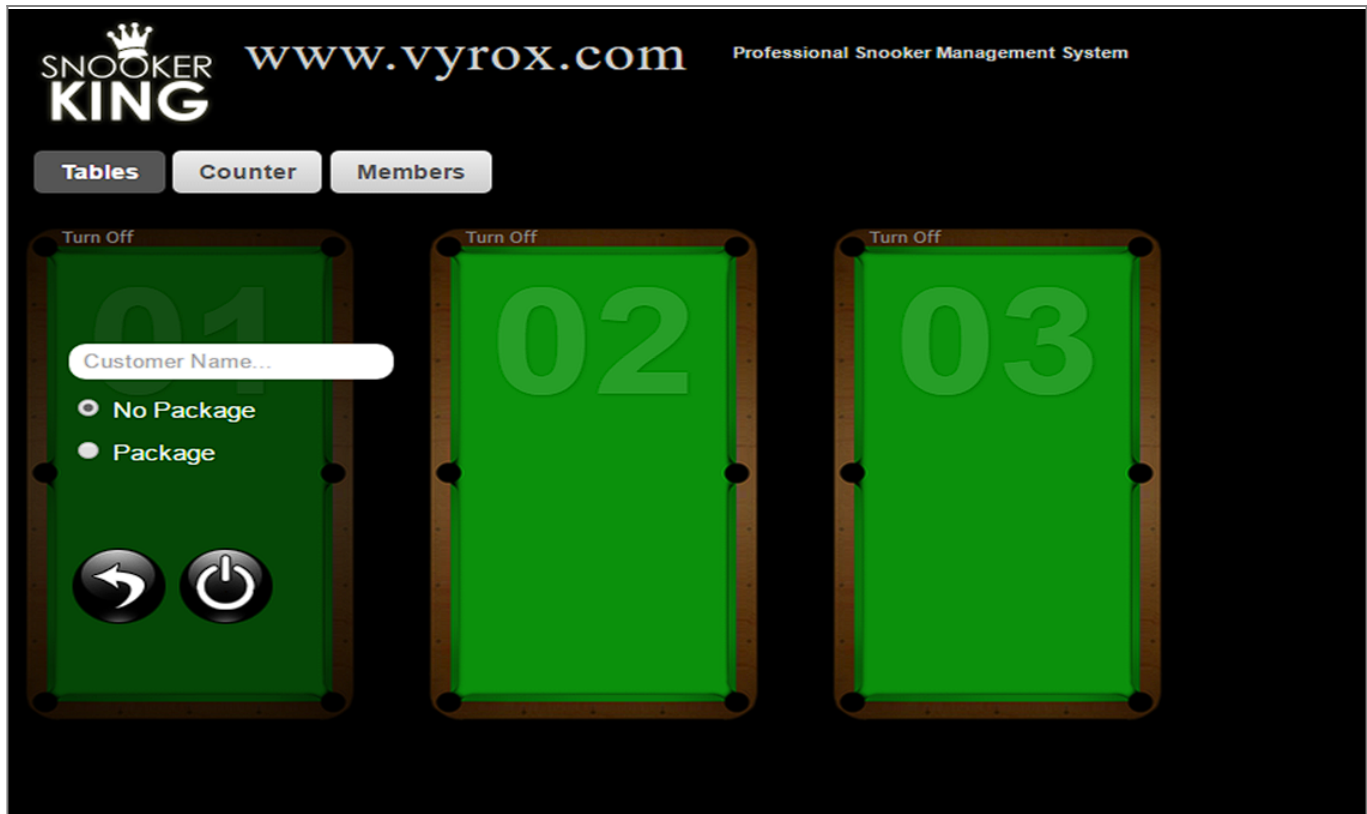 SNOOKER
KING
www.vyrox.com
Professional Snooker Management System
Tables
Counter
Members
Turn Off
01
Customer Name...
No Package
Package
Turn Off
02
Turn Off
03